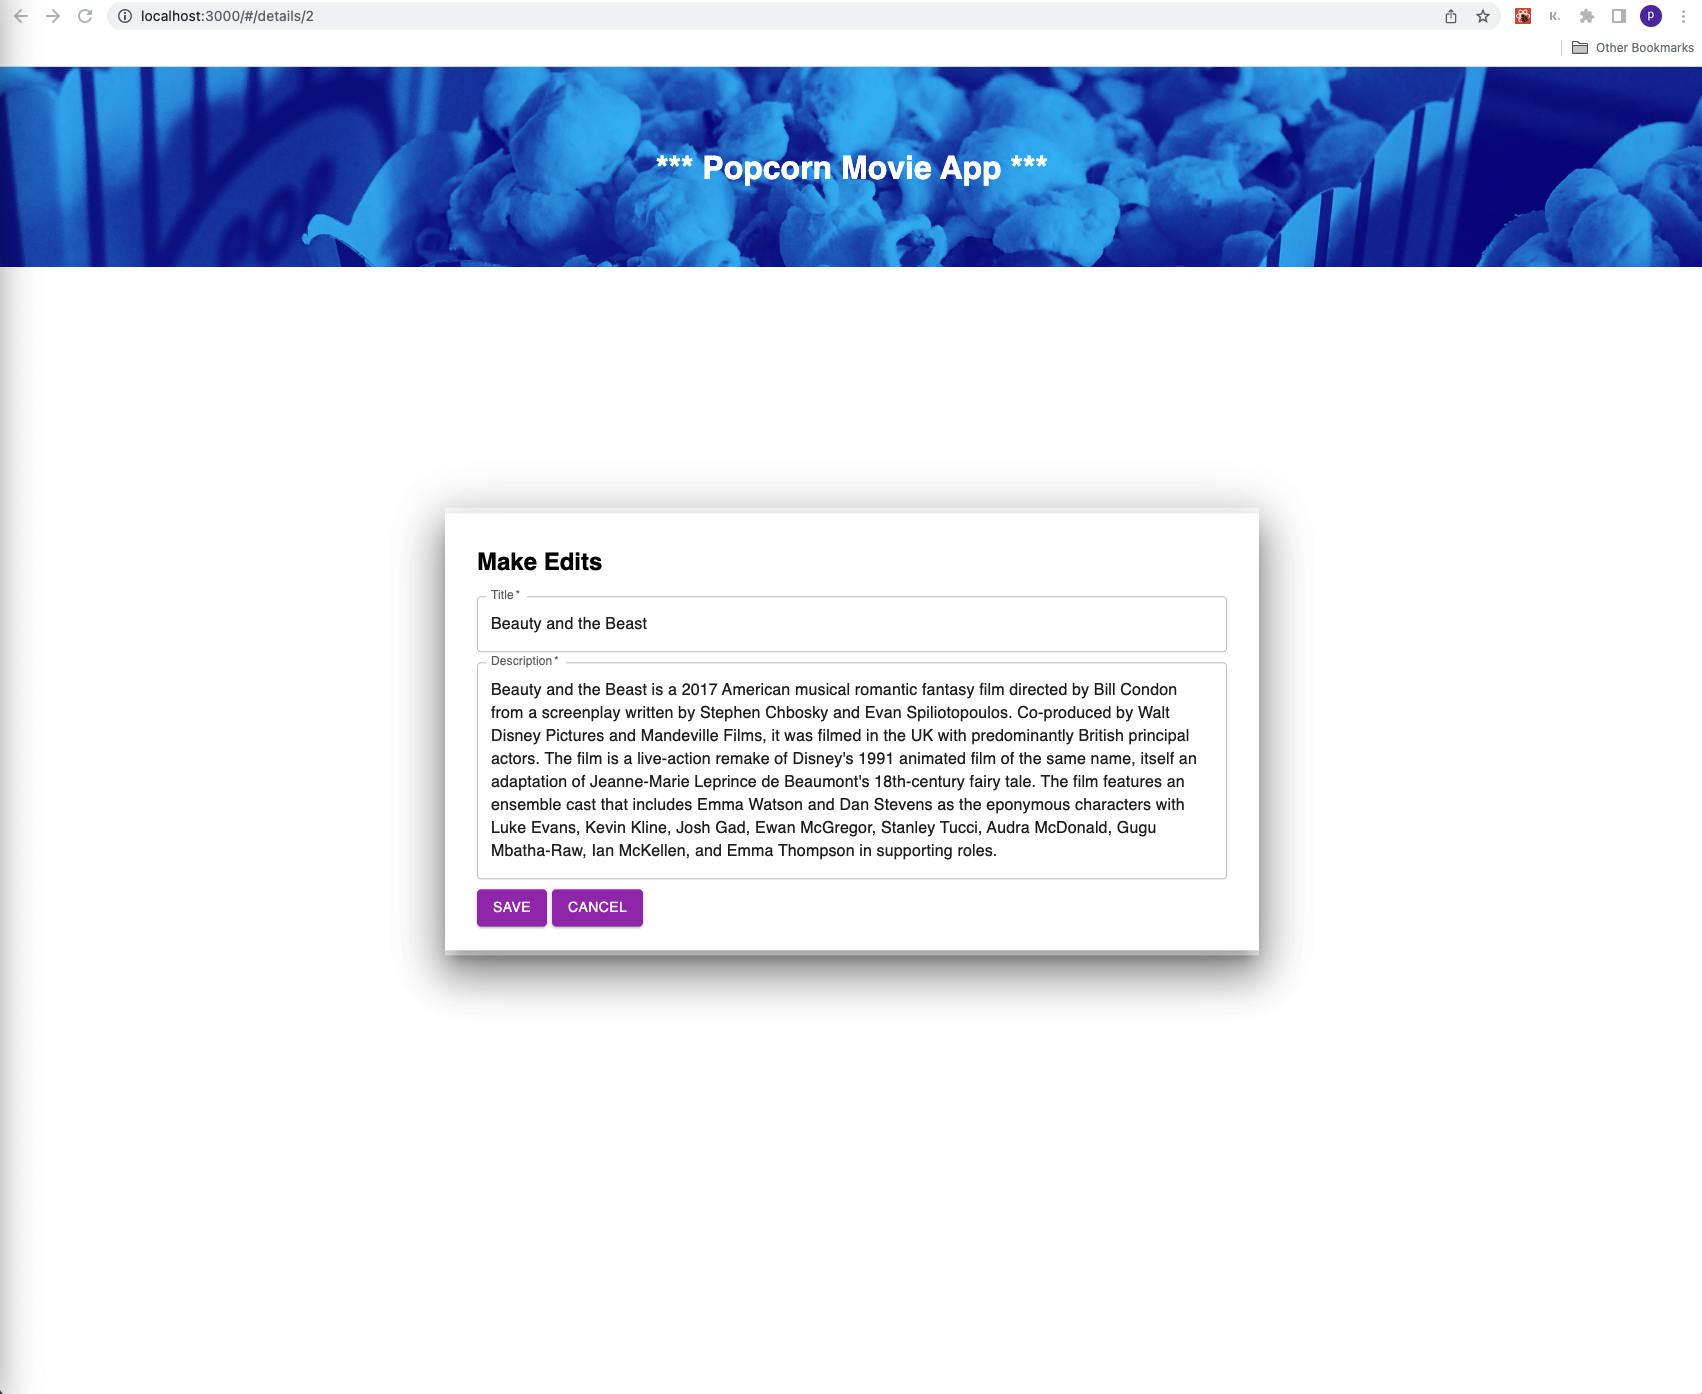 localhost:3000/#/details/2
K.
P
Other Bookmarks
*** Popcorn Movie App ***
Make Edits
Title *
Beauty and the Beast
Description *
Beauty and the Beast is a 2017 American musical romantic fantasy film directed by Bill Condon
from a screenplay written by Stephen Chbosky and Evan Spiliotopoulos. Co-produced by Walt
Disney Pictures and Mandeville Films, it was filmed in the UK with predominantly British principal
actors. The film is a live-action remake of Disney's 1991 animated film of the same name, itself an
adaptation of Jeanne-Marie Leprince de Beaumont's 18th-century fairy tale. The film features an
ensemble cast that includes Emma Watson and Dan Stevens as the eponymous characters with
Luke Evans, Kevin Kline, Josh Gad, Ewan McGregor, Stanley Tucci, Audra McDonald, Gugu
Mbatha-Raw, Ian McKellen, and Emma Thompson in supporting roles.
SAVE CANCEL